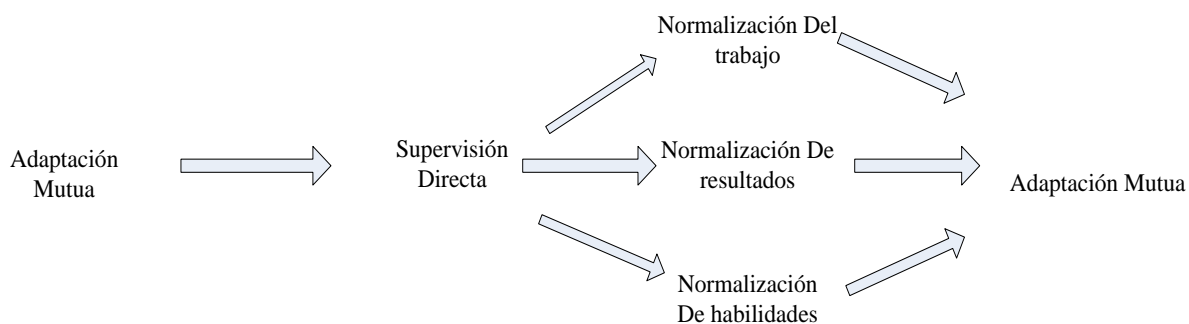 Adaptación
Mutua
Supervisión
Directa
Normalización Del
trabajo
Normalización De
resultados
Normalización
De habilidades
Adaptación Mutua